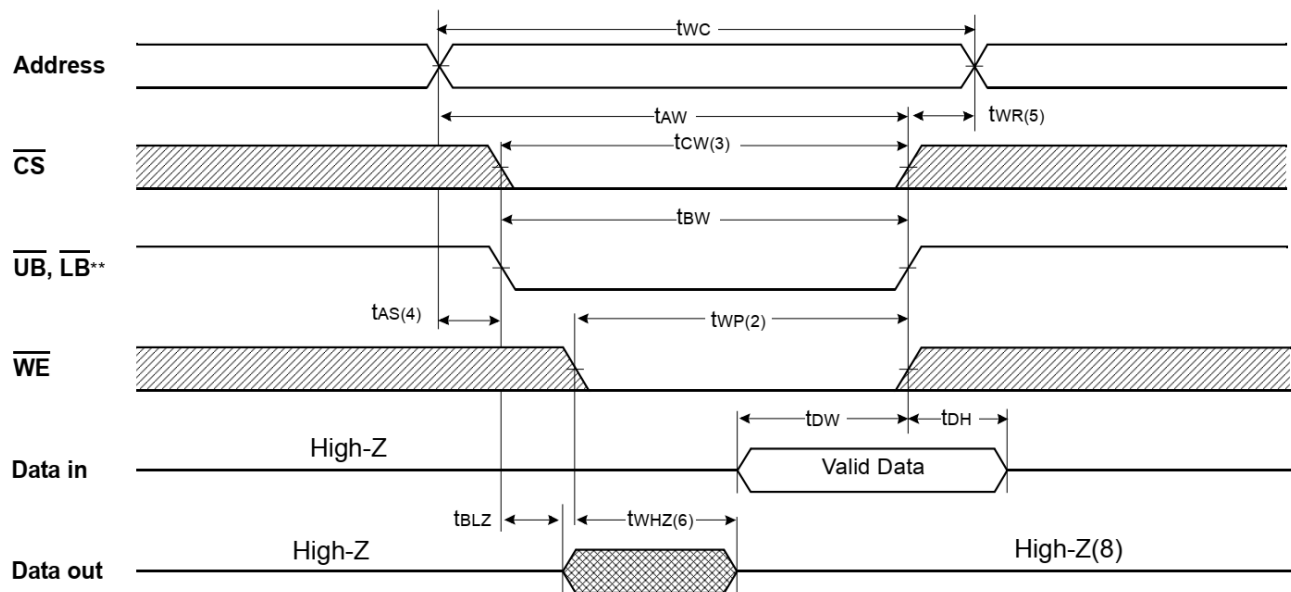 tWC
Address
tAW
tWR(5)
CS
tCW(3)
tBW
UB, LB**
tAS(4)
tWP(2)
WE
tDW
tDH
High-Z
Data in
Valid Data
tBLZ
tWHZ(6)
High-Z
High-Z(8)
Data out